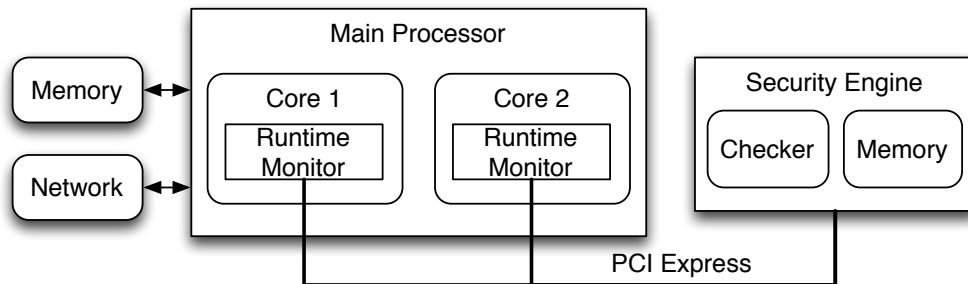 Main Processor
Memory
Network
Core 1
Runtime
Monitor
Core 2
Runtime
Monitor
Security Engine
Checker
Memory
PCI Express